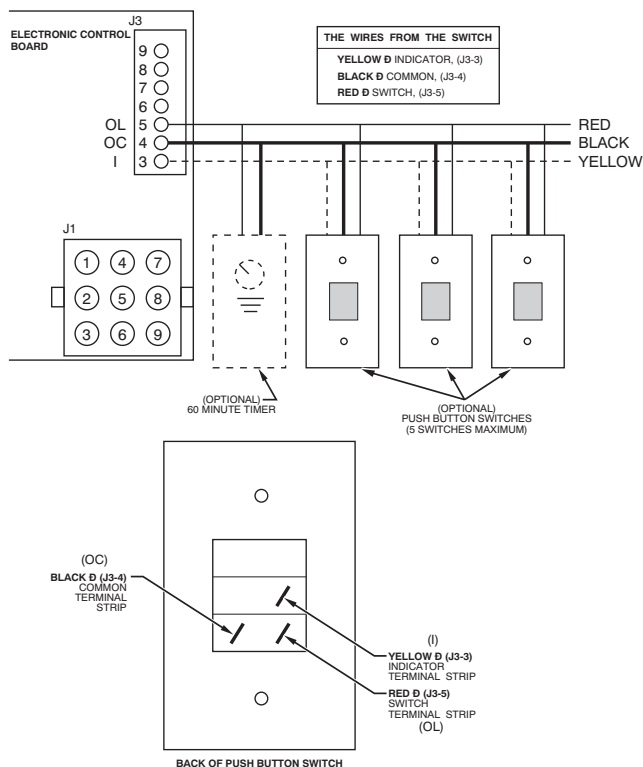 J3
ELECTRONIC CONTROL
BOARD
9
8
7
6
OL 5
OC 4
I 3
THE WIRES FROM THE SWITCH
YELLOW Ð INDICATOR, (J3-3)
BLACK Ð COMMON, (J3-4)
RED Ð SWITCH, (J3-5)
RED
BLACK
YELLOW
J1
1 4 7
2 5 8
3 6 9
(OPTIONAL)
60 MINUTE TIMER
(OPTIONAL)
PUSH BUTTON SWITCHES
(5 SWITCHES MAXIMUM)
(OC)
BLACK Ð (J3-4)
COMMON
TERMINAL
STRIP
(I)
YELLOW Ð (J3-3)
INDICATOR
TERMINAL STRIP
RED Ð (J3-5)
SWITCH
TERMINAL STRIP
(OL)
BACK OF PUSH BUTTON SWITCH